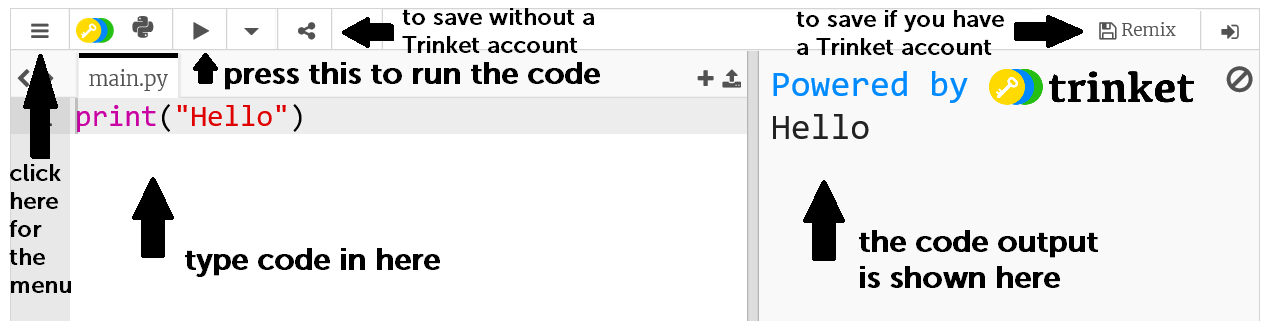 to save without a
Trinket account
to save if you have
a Trinket account
Remix
main.py
press this to run the code
Powered by trinket
print("Hello")
Hello
click
here
for
the
menu
type code in here
the code output
is shown here